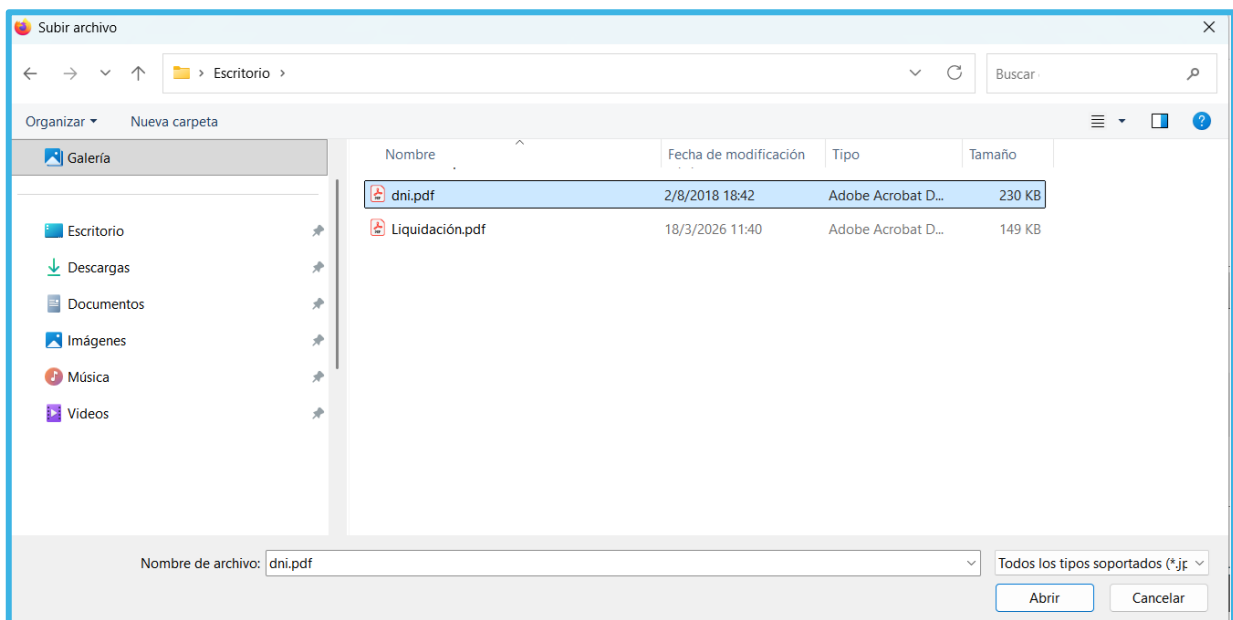 Subir archivo
Escritorio
Buscar
Organizar
Nueva carpeta
Galería
Nombre Fecha de modificación Tipo Tamaño
dni.pdf 2/8/2018 18:42 Adobe Acrobat D... 230 KB
Liquidación.pdf 18/3/2026 11:40 Adobe Acrobat D... 149 KB
Escritorio
Descargas
Documentos
Imágenes
Música
Videos
Nombre de archivo: dni.pdf
Todos los tipos soportados (*.jp
Abrir Cancelar